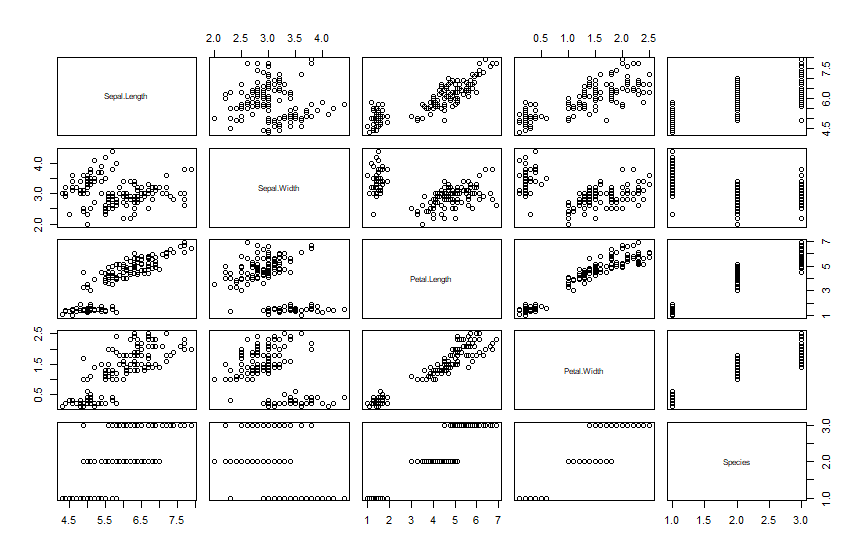 2.0 2.5 3.0 3.5 4.0
0.5 1.0 1.5 2.0 2.5
Sepal.Length
4.5 6.0 7.5
2.0 3.0 4.0
Sepal.Width
Petal.Length
1 3 5 7
0.5 1.5 2.5
Petal.Width
Species
1.0 2.0 3.0
4.5 5.5 6.5 7.5
1 2 3 4 5 6 7
1.0 1.5 2.0 2.5 3.0